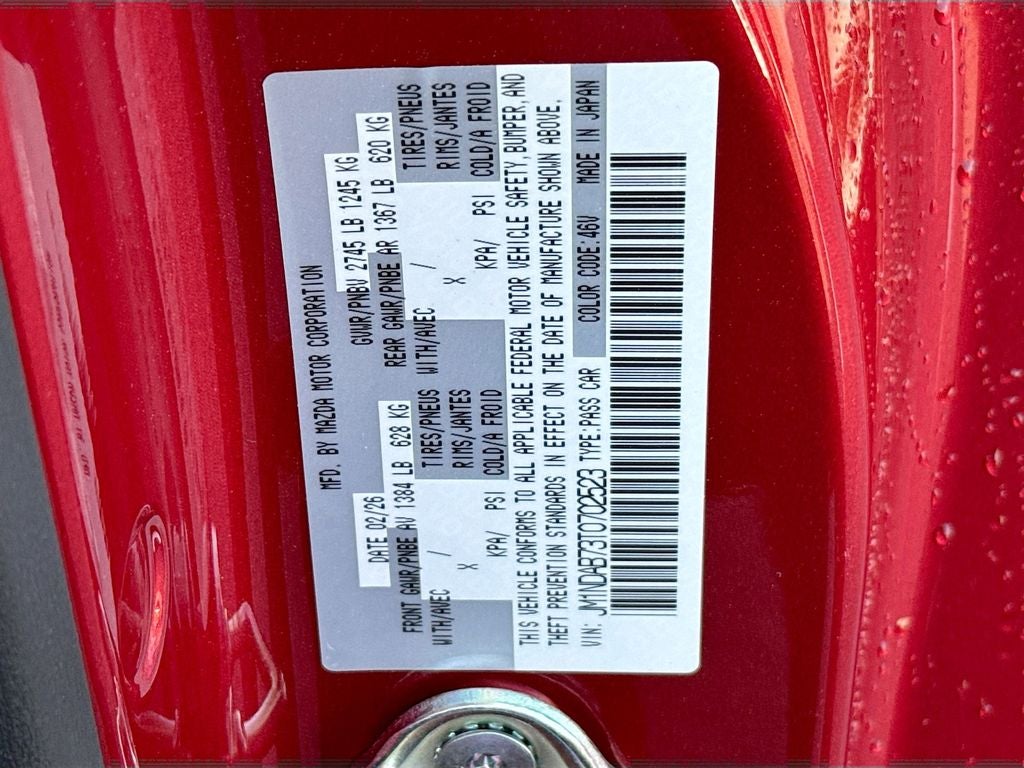 MFD. BY MAZDA MOTOR CORPORATION
DATE 02/26 GVWR/PNBV 2745 LB 1245 KG
FRONT GAWR/PNBE AV 1384 LB 628 KG REAR GAWR/PNBE AR 1367 LB 620 KG
WITH/AVEC TIRES/PNEUS WITH/AVEC TIRES/PNEUS
/ RIMS/JANTES / RIMS/JANTES
X KPA/ PSI COLD/A FROID X KPA/ PSI COLD/A FROID
THIS VEHICLE CONFORMS TO ALL APPLICABLE FEDERAL MOTOR VEHICLE SAFETY, BUMPER, AND
THEFT PREVENTION STANDARDS IN EFFECT ON THE DATE OF MANUFACTURE SHOWN ABOVE.
VIN: JM1NDAB73T0702523 TYPE:PASS CAR COLOR CODE:46V MADE IN JAPAN